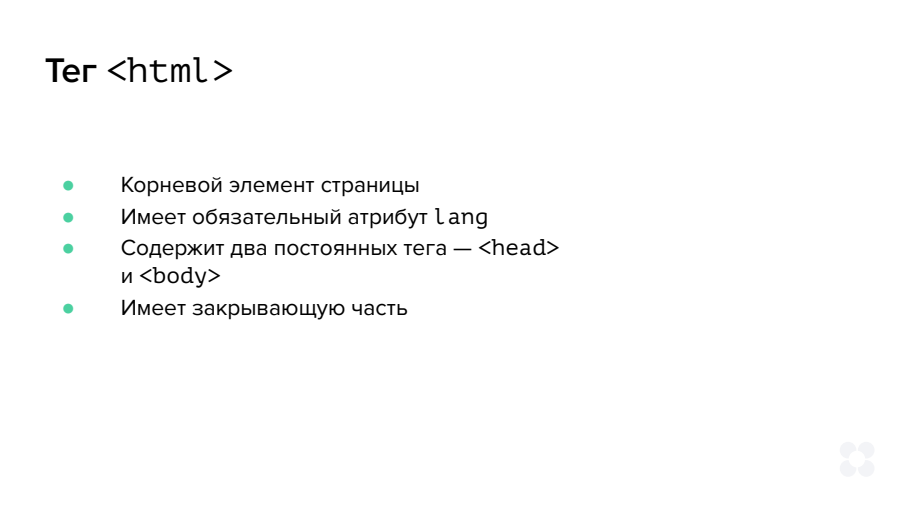 Тег <html>
Корневой элемент страницы
Имеет обязательный атрибут lang
Содержит два постоянных тега — <head>
и <body>
Имеет закрывающую часть